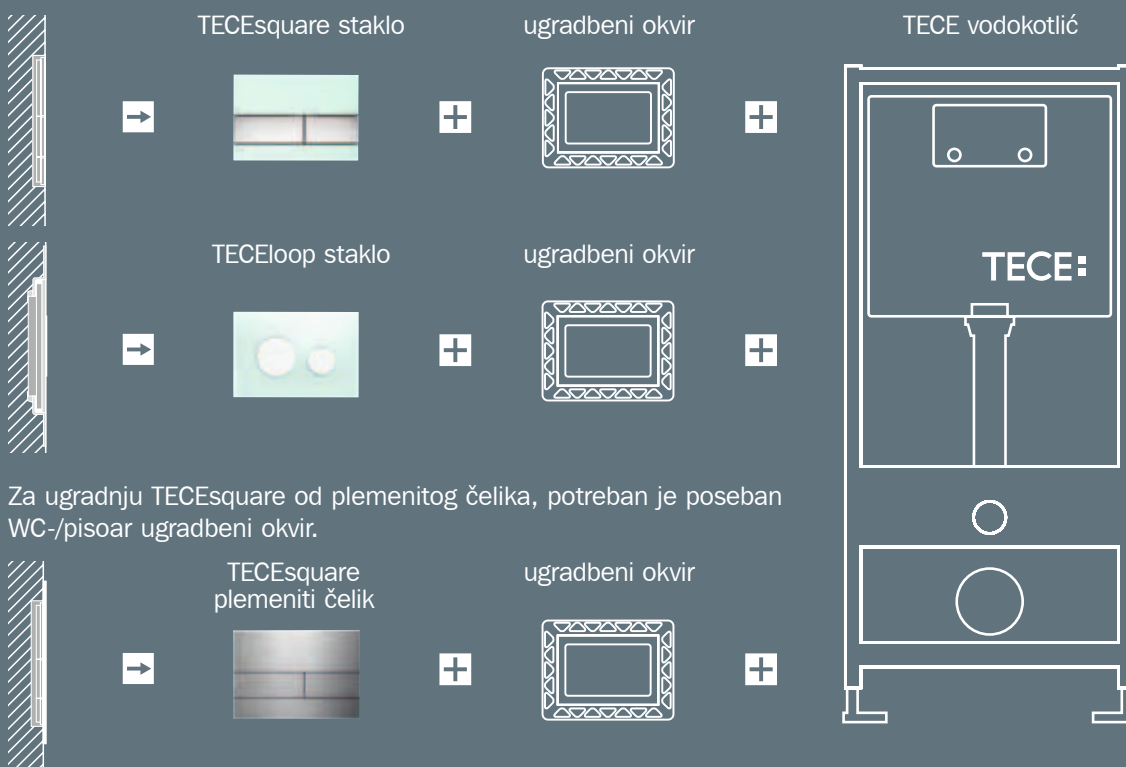 TECEsquare staklo
ugradbeni okvir
TECE vodokotlić
TECEloop staklo
ugradbeni okvir
TECE:
Za ugradnju TECEsquare od plemenitog čelika, potreban je poseban
WC-/pisoar ugradbeni okvir.
TECEsquare
plemeniti čelik
ugradbeni okvir